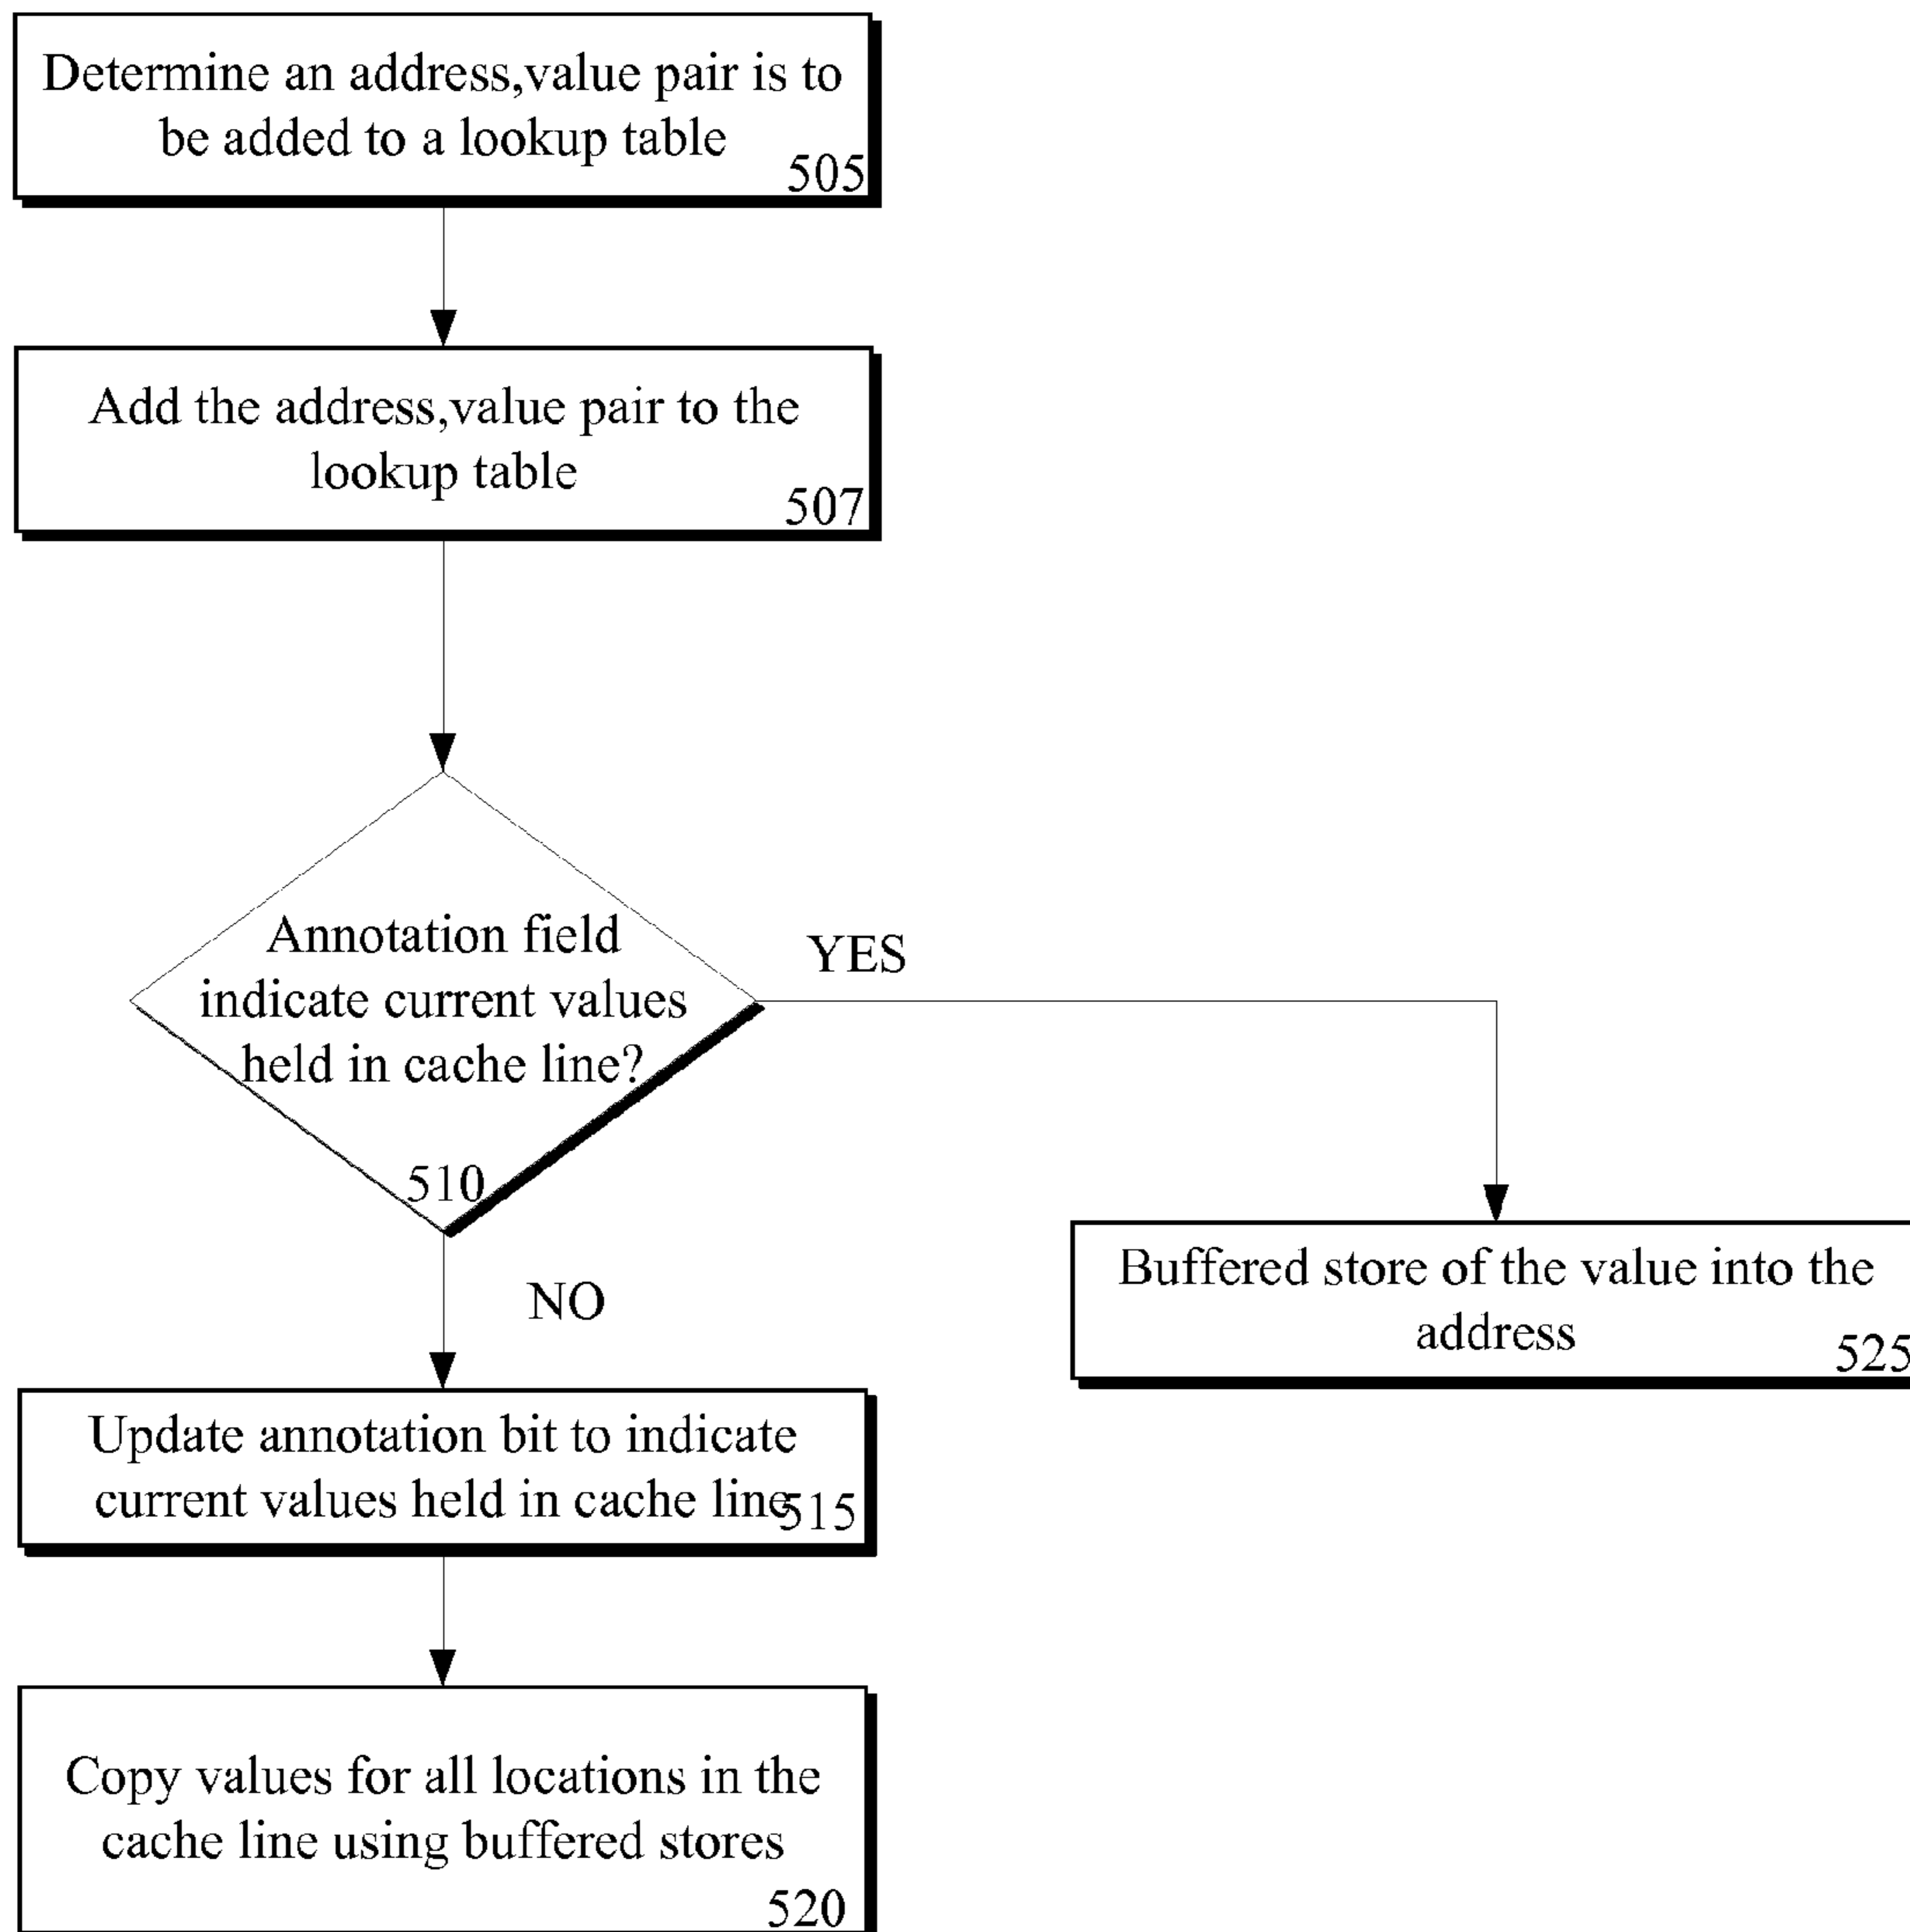 Determine an address,value pair is to
be added to a lookup table
505
Add the address,value pair to the
lookup table
507
Annotation field
indicate current values
held in cache line?
510
YES
NO
Buffered store of the value into the
address
525
Update annotation bit to indicate
current values held in cache line
515
Copy values for all locations in the
cache line using buffered stores
520